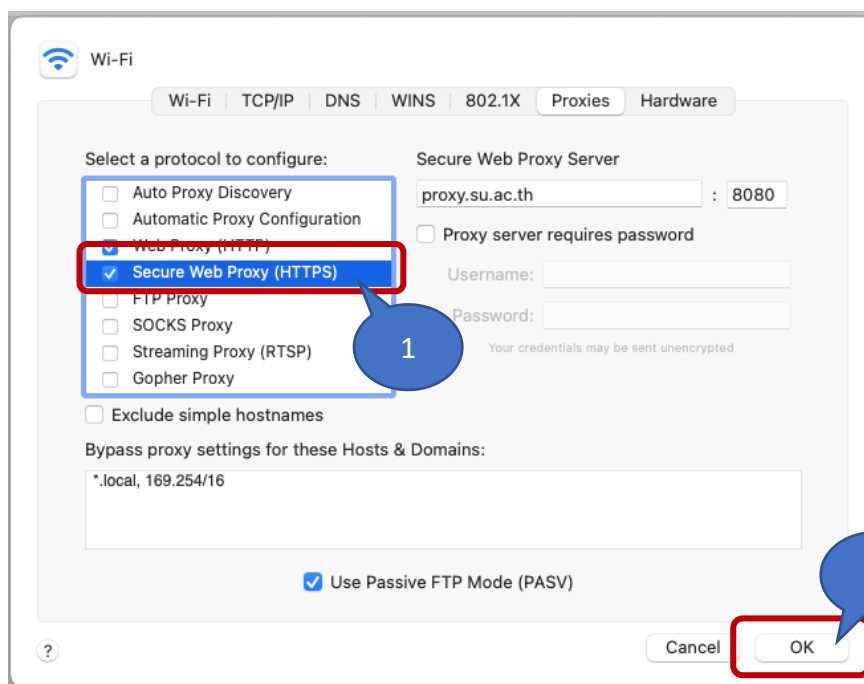 Wi-Fi
Wi-Fi TCP/IP DNS WINS 802.1X Proxies Hardware
Select a protocol to configure:
Auto Proxy Discovery
Automatic Proxy Configuration
Web Proxy (HTTP)
Secure Web Proxy (HTTPS)
FTP Proxy
SOCKS Proxy
Streaming Proxy (RTSP)
Gopher Proxy
Exclude simple hostnames
Secure Web Proxy Server
proxy.su.ac.th : 8080
Proxy server requires password
Username:
Password:
Your credentials may be sent unencrypted
1
Bypass proxy settings for these Hosts & Domains:
*.local, 169.254/16
Use Passive FTP Mode (PASV)
? Cancel OK